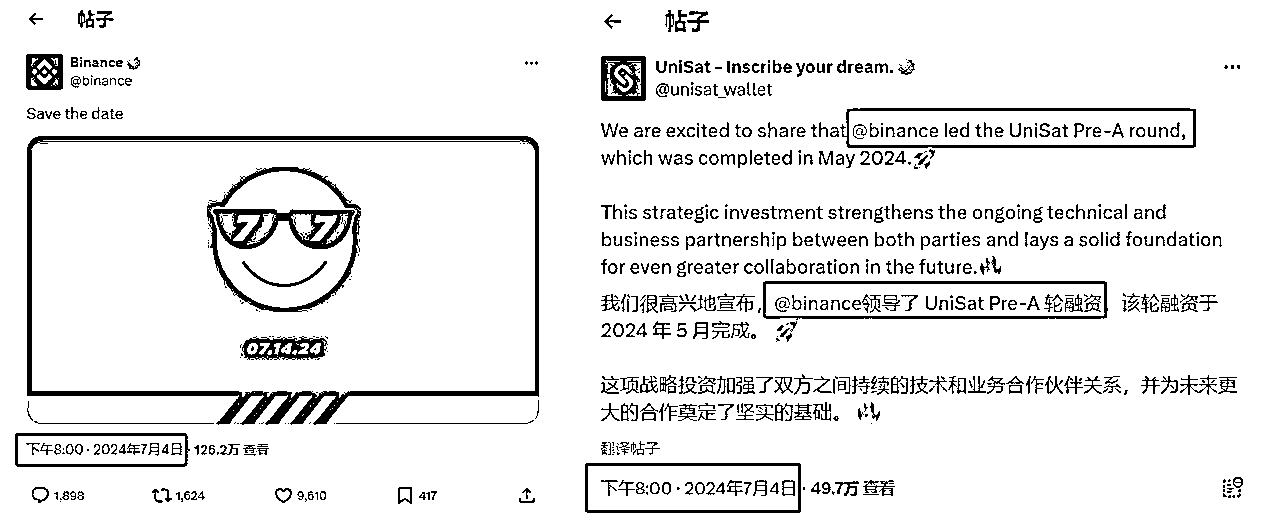 帖子
Binance
@binance
Save the date
7 7
07.14.24
下午8:00 · 2024年7月4日 · 126.2万 查看
1,898 1,624 9,610 417
帖子
UniSat - Inscribe your dream.
@unisat_wallet
We are excited to share that @binance led the UniSat Pre-A round,
which was completed in May 2024.🚀
This strategic investment strengthens the ongoing technical and
business partnership between both parties and lays a solid foundation
for even greater collaboration in the future.
我们很高兴地宣布, @binance领导了 UniSat Pre-A 轮融资, 该轮融资于
2024 年 5 月完成。 🚀
这项战略投资加强了双方之间持续的技术和业务合作伙伴关系，并为未来更
大的合作奠定了坚实的基础。
翻译帖子
下午8:00 · 2024年7月4日 · 49.7万 查看